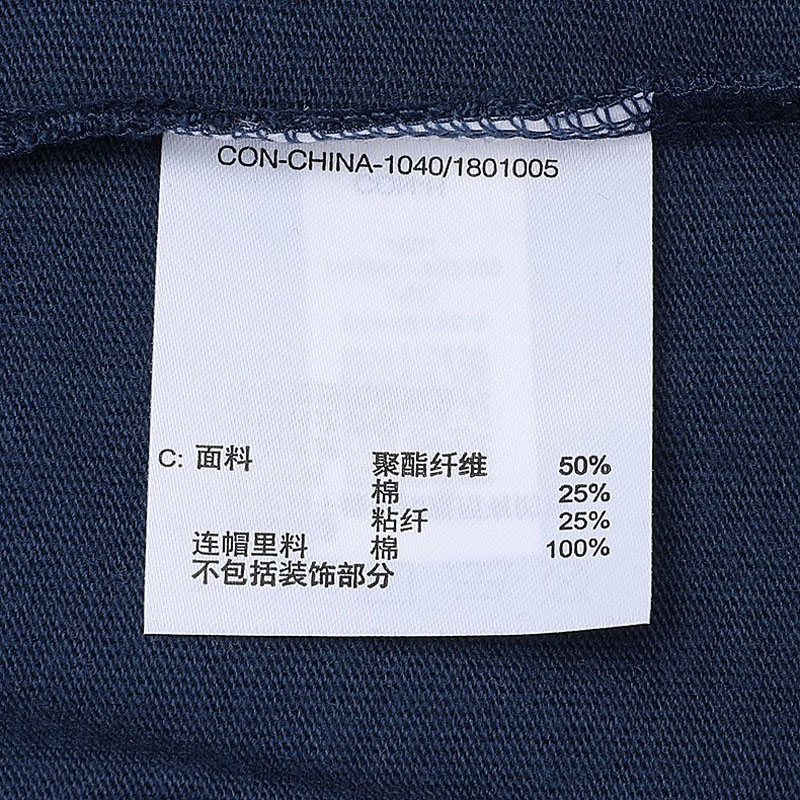 CON-CHINA-1040/1801005
C: 面料 聚酯纤维 50%
棉 25%
粘纤 25%
连帽里料 棉 100%
不包括装饰部分